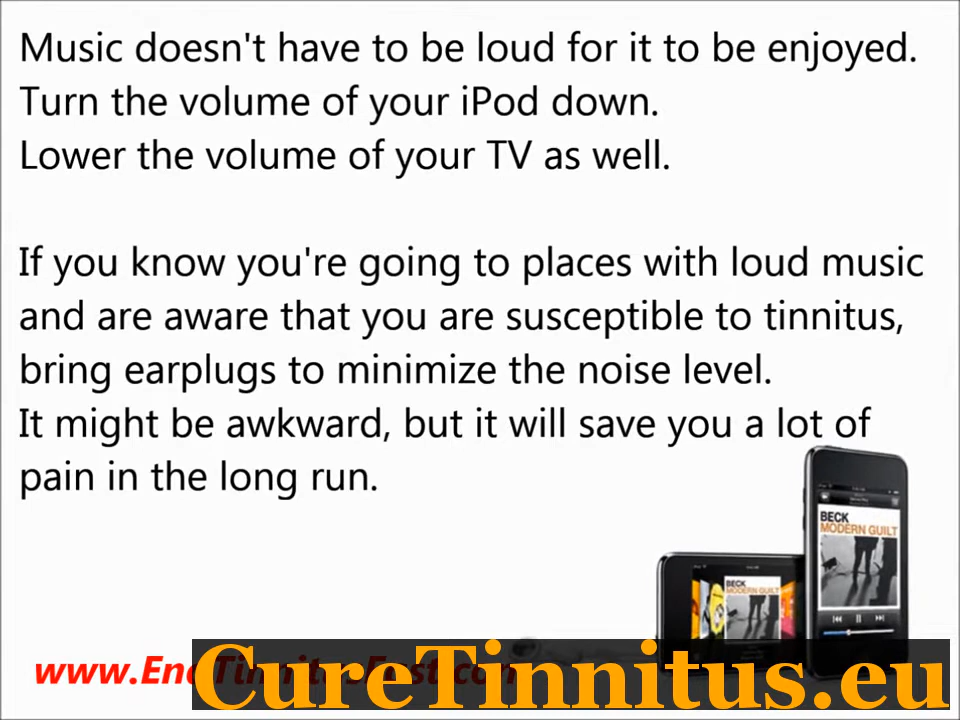 Music doesn't have to be loud for it to be enjoyed.
Turn the volume of your iPod down.
Lower the volume of your TV as well.
If you know you're going to places with loud music
and are aware that you are susceptible to tinnitus,
bring earplugs to minimize the noise level.
It might be awkward, but it will save you a lot of
pain in the long run.
BECK
MODERN GUILT
BECK
MODERN GUILT
www.EndTinnitusFast.com
CureTinnitus.eu